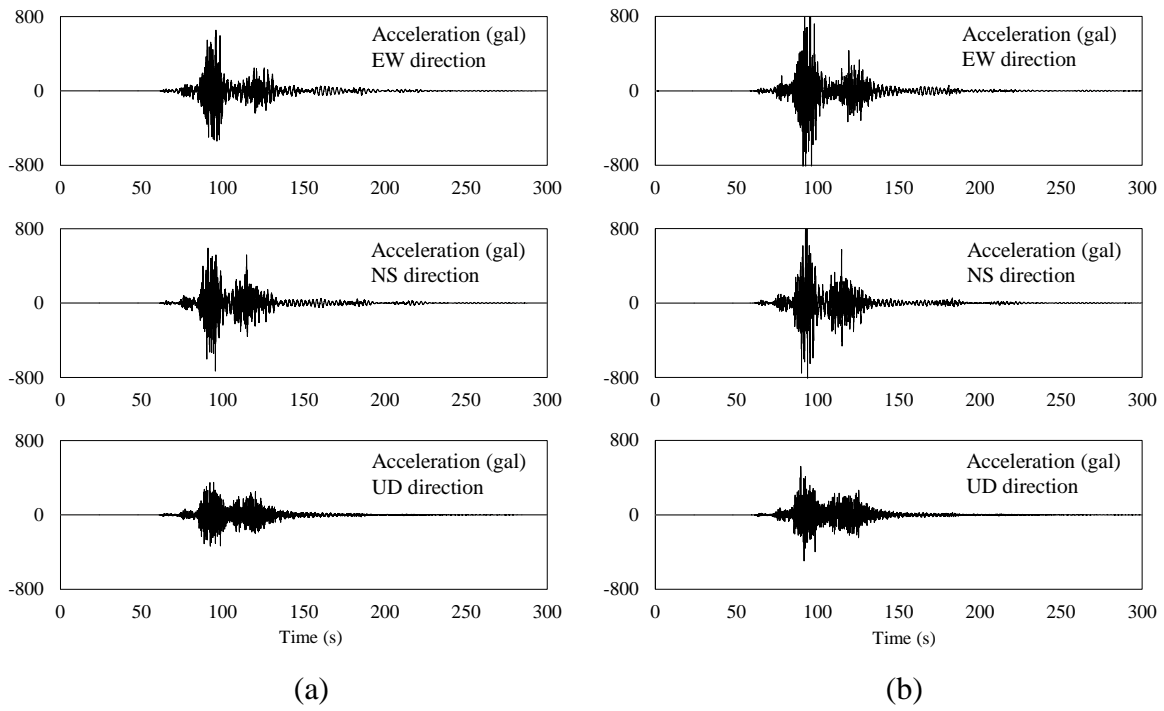 800
Acceleration (gal)
EW direction
0
-800
0 50 100 150 200 250 300
800
Acceleration (gal)
NS direction
0
-800
0 50 100 150 200 250 300
800
Acceleration (gal)
UD direction
0
-800
0 50 100 150 200 250 300
Time (s)
(a)
800
Acceleration (gal)
EW direction
0
-800
0 50 100 150 200 250 300
800
Acceleration (gal)
NS direction
0
-800
0 50 100 150 200 250 300
800
Acceleration (gal)
UD direction
0
-800
0 50 100 150 200 250 300
Time (s)
(b)